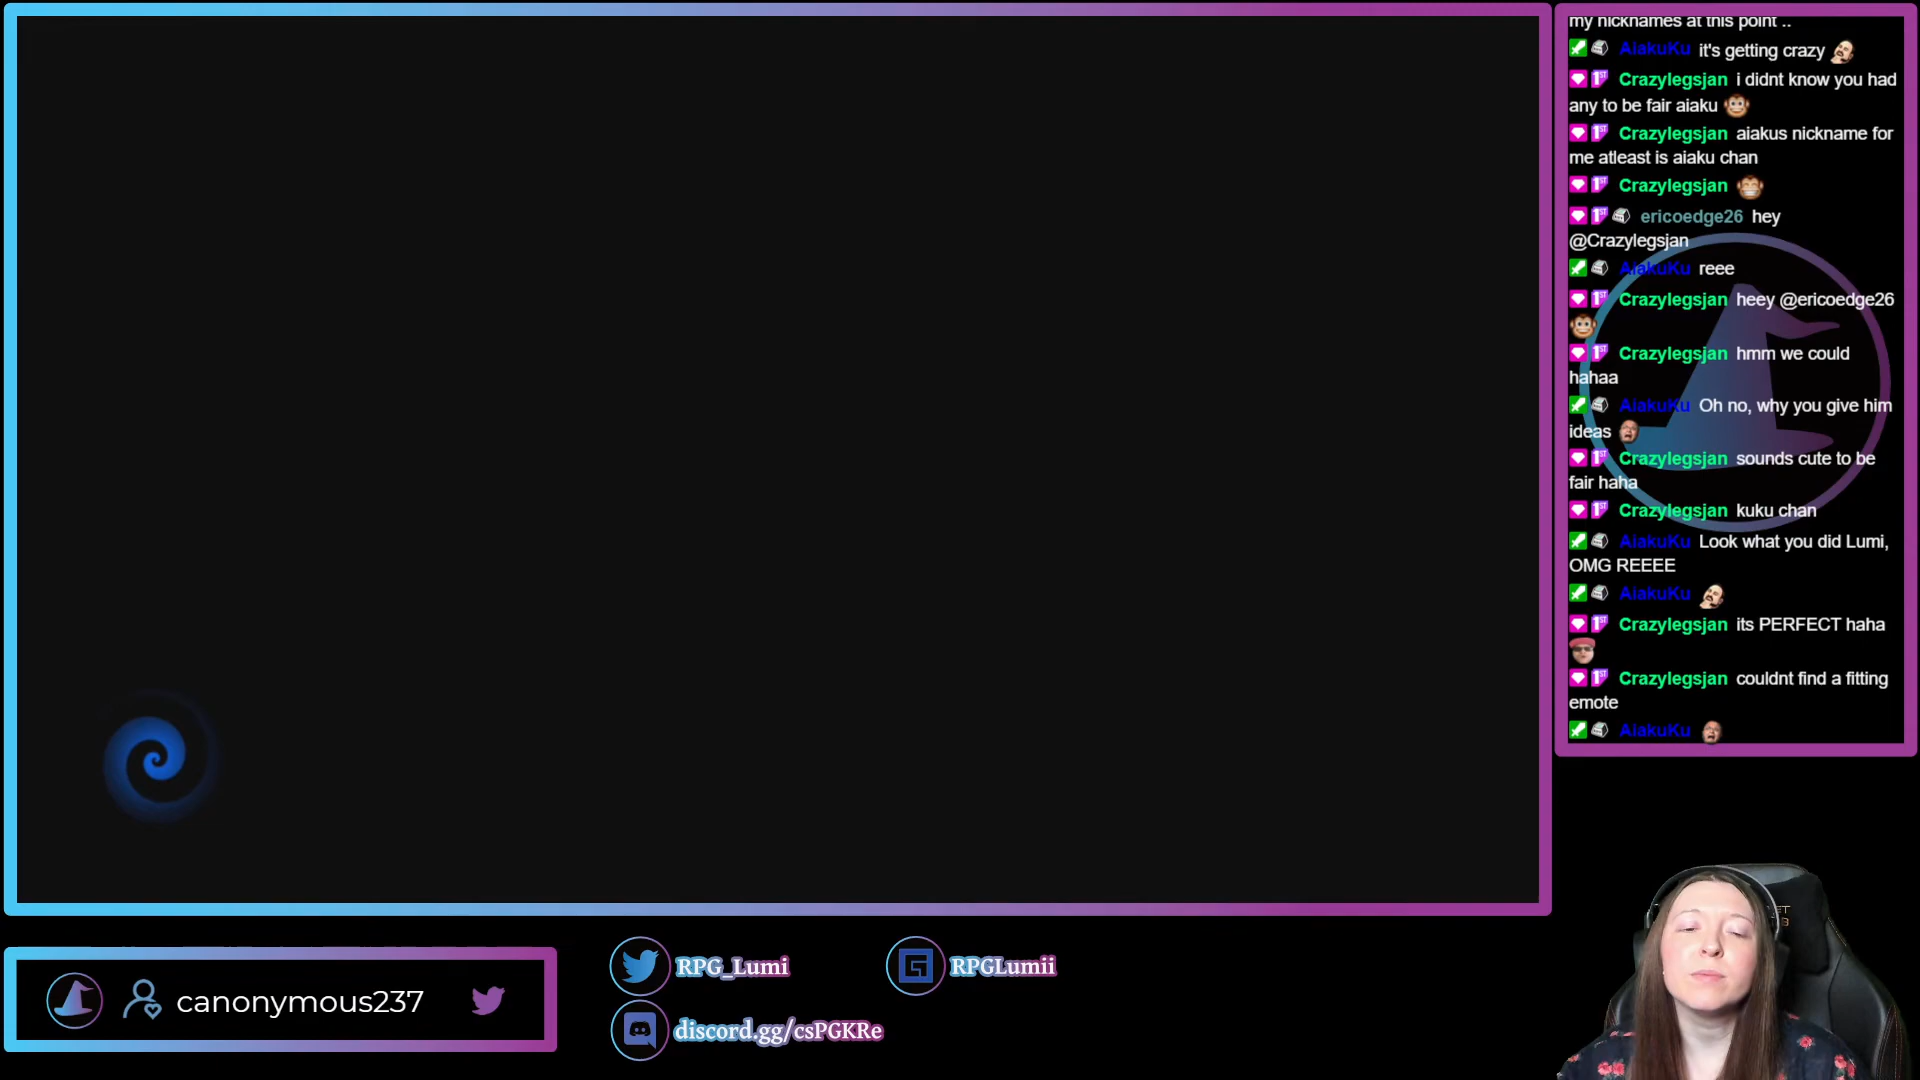 my nicknames at this point ..
AiakuKu it's getting crazy
Crazylegsjan i didnt know you had
any to be fair aiaku
Crazylegsjan aiakus nickname for
me atleast is aiaku chan
Crazylegsjan
ericoedge26 hey
@Crazylegsjan
AiakuKu reee
Crazylegsjan heey @ericoedge26
Crazylegsjan hmm we could
hahaa
AiakuKu Oh no, why you give him
ideas
Crazylegsjan sounds cute to be
fair haha
Crazylegsjan kuku chan
AiakuKu Look what you did Lumi,
OMG REEEE
AiakuKu
Crazylegsjan its PERFECT haha
Crazylegsjan couldnt find a fitting
emote
AiakuKu
canonymous237
RPG_Lumi
RPGLumii
discord.gg/csPGKRe